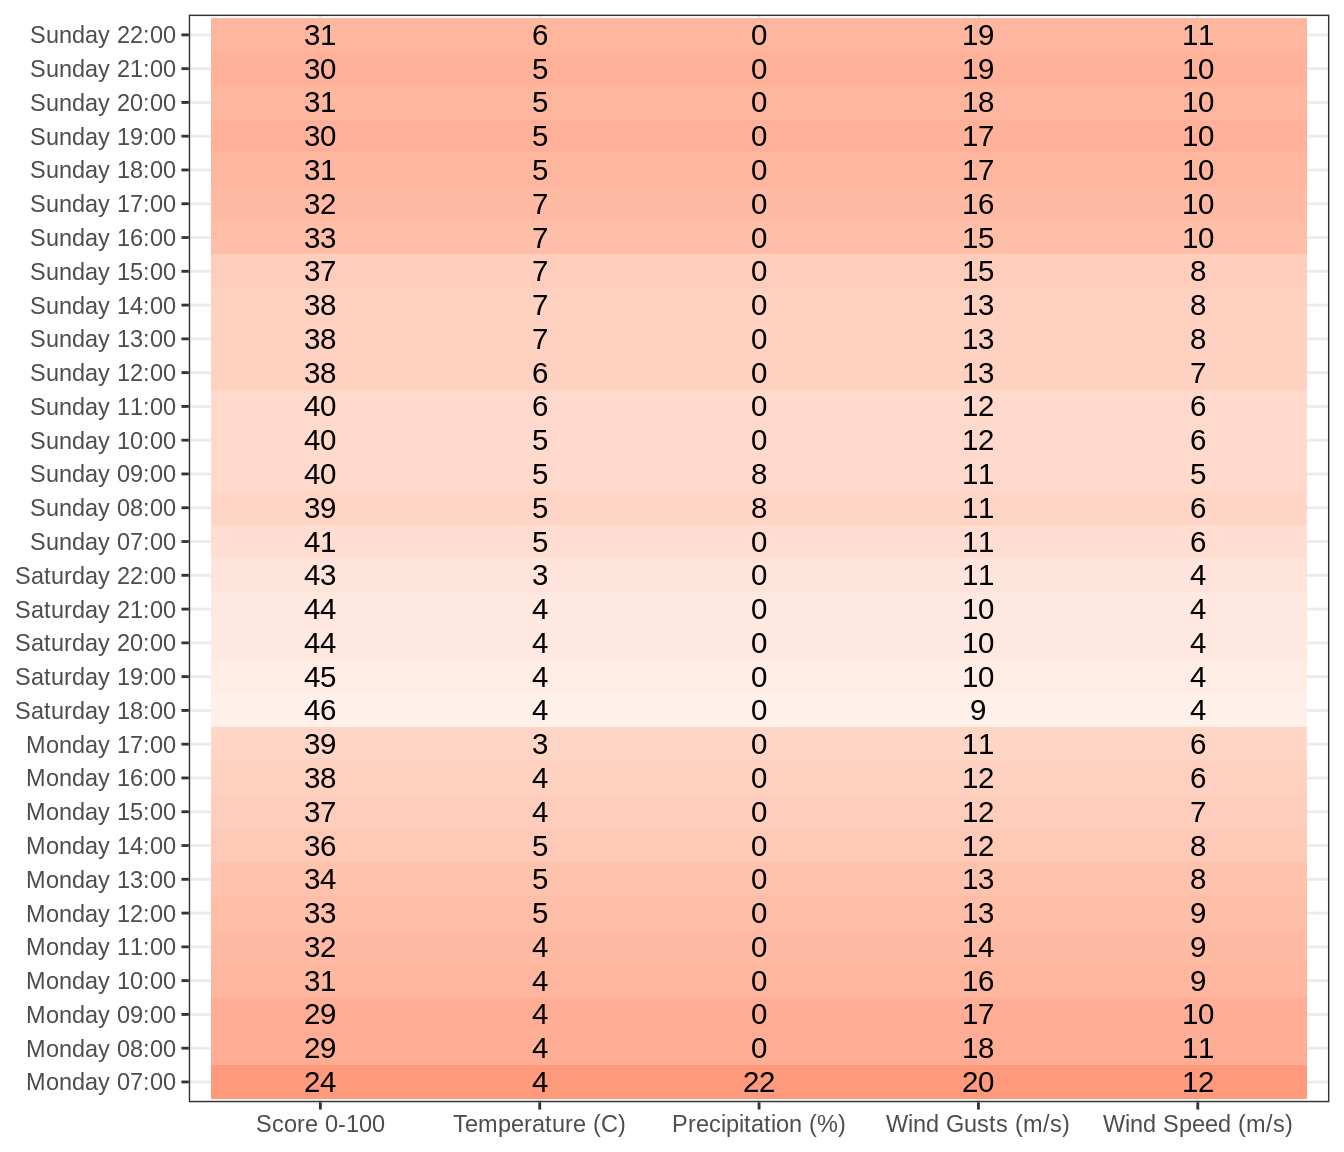 Sunday 22:00 31 6 0 19 11
Sunday 21:00 30 5 0 19 10
Sunday 20:00 31 5 0 18 10
Sunday 19:00 30 5 0 17 10
Sunday 18:00 31 5 0 17 10
Sunday 17:00 32 7 0 16 10
Sunday 16:00 33 7 0 15 10
Sunday 15:00 37 7 0 15 8
Sunday 14:00 38 7 0 13 8
Sunday 13:00 38 7 0 13 8
Sunday 12:00 38 6 0 13 7
Sunday 11:00 40 6 0 12 6
Sunday 10:00 40 5 0 12 6
Sunday 09:00 40 5 8 11 5
Sunday 08:00 39 5 8 11 6
Sunday 07:00 41 5 0 11 6
Saturday 22:00 43 3 0 11 4
Saturday 21:00 44 4 0 10 4
Saturday 20:00 44 4 0 10 4
Saturday 19:00 45 4 0 10 4
Saturday 18:00 46 4 0 9 4
Monday 17:00 39 3 0 11 6
Monday 16:00 38 4 0 12 6
Monday 15:00 37 4 0 12 7
Monday 14:00 36 5 0 12 8
Monday 13:00 34 5 0 13 8
Monday 12:00 33 5 0 13 9
Monday 11:00 32 4 0 14 9
Monday 10:00 31 4 0 16 9
Monday 09:00 29 4 0 17 10
Monday 08:00 29 4 0 18 11
Monday 07:00 24 4 22 20 12
Score 0-100 Temperature (C) Precipitation (%) Wind Gusts (m/s) Wind Speed (m/s)